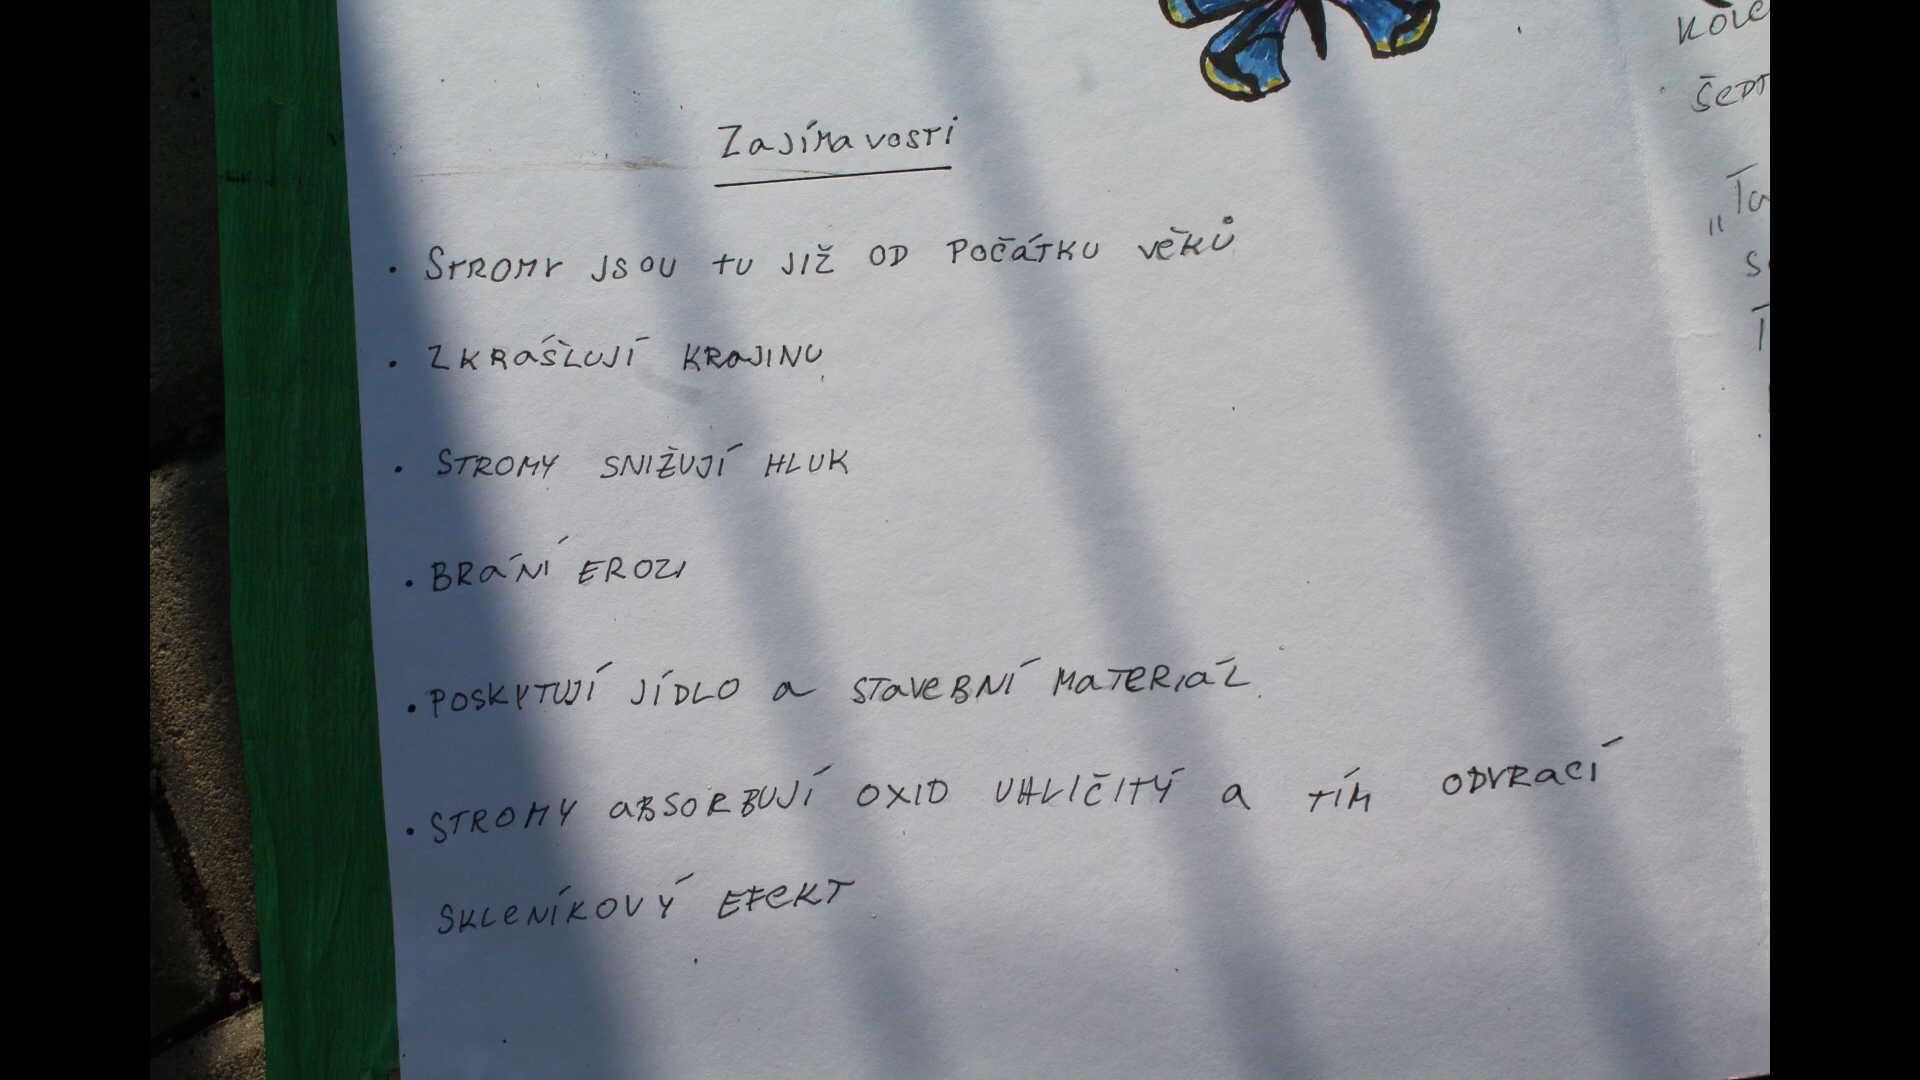 Zajímavosti
• STROMY JSOU TU JIŽ OD POČÁTKU VĚKŮ
• ZKRÁŠLUJÍ KRAJINU
• STROMY SNIŽUJÍ HLUK
• BRÁNÍ EROZI
• POSKYTUJÍ JÍDLO a STAVEBNÍ MATERIÁL
• STROMY ABSORBUJÍ OXID UHLIČITÝ a TÍM ODVRACÍ
SKLENÍKOVÝ EFEKT